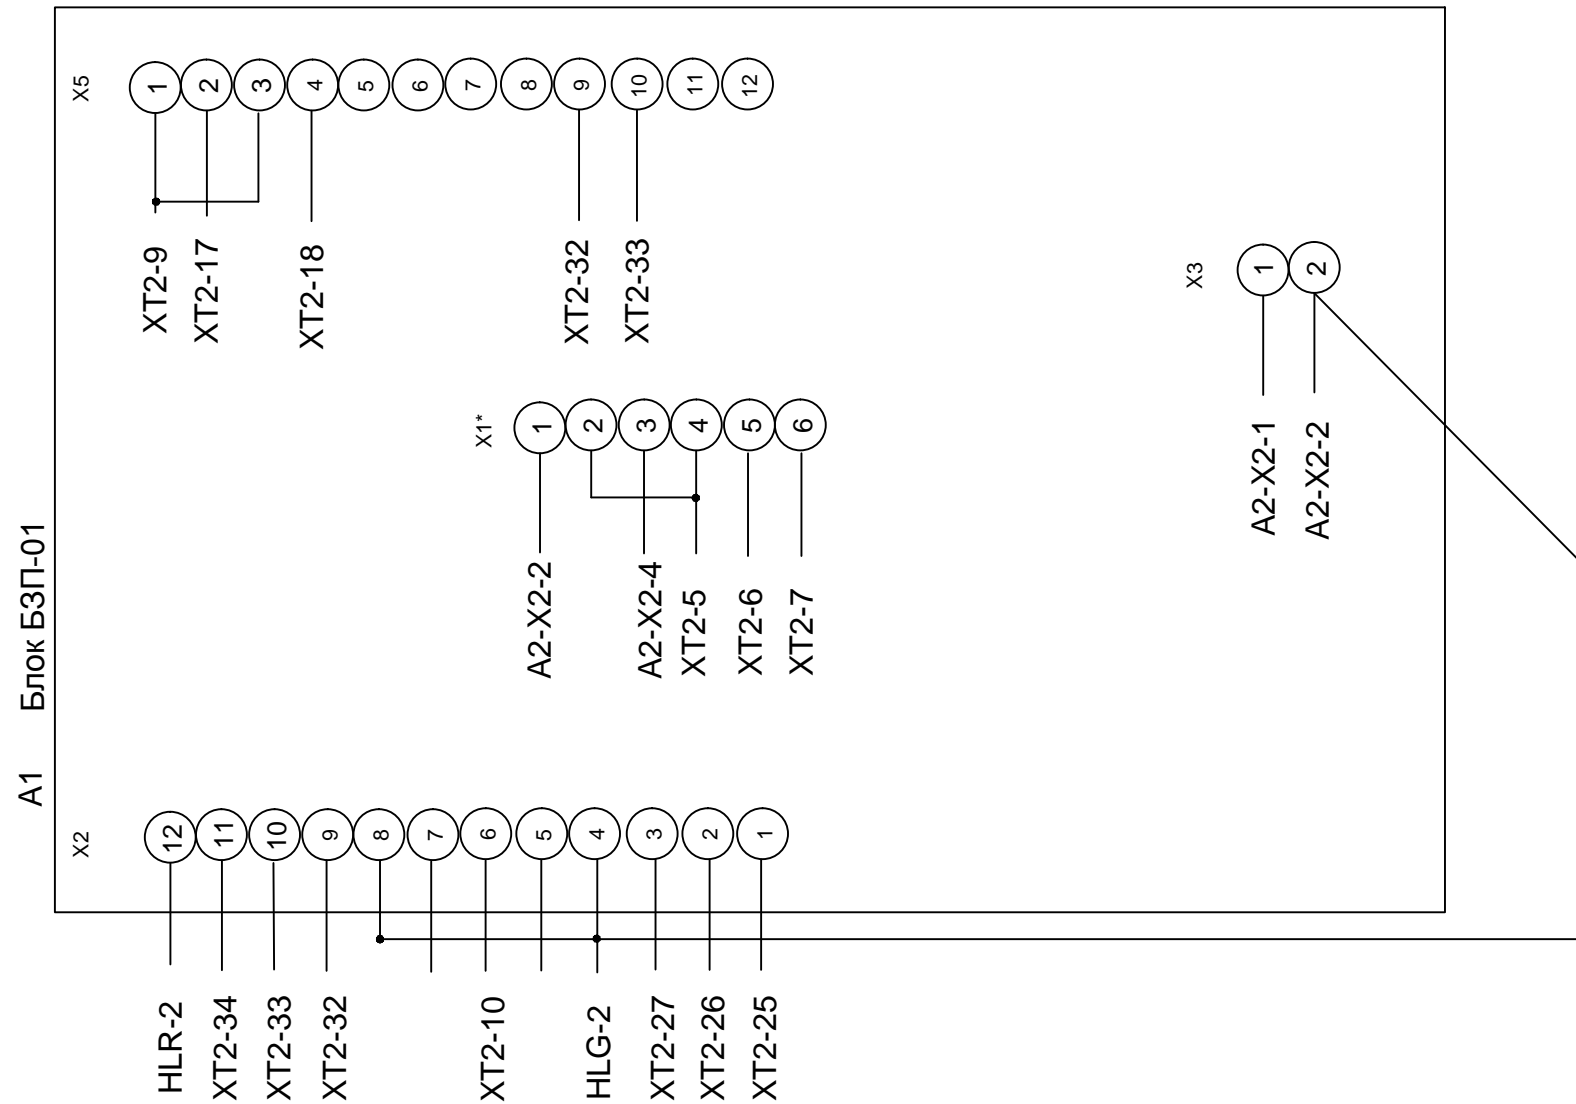 A1 Блок БЗП-01
X5
1 2 3 4 5 6 7 8 9 10 11 12
XT2-9 XT2-17 XT2-18 XT2-32 XT2-33
X3
1 2
A2-X2-1 A2-X2-2
X1*
1 2 3 4 5 6
A2-X2-2 A2-X2-4 XT2-5 XT2-6 XT2-7
X2
12 11 10 9 8 7 6 5 4 3 2 1
HLR-2 XT2-34 XT2-33 XT2-32 XT2-10 HLG-2 XT2-27 XT2-26 XT2-25